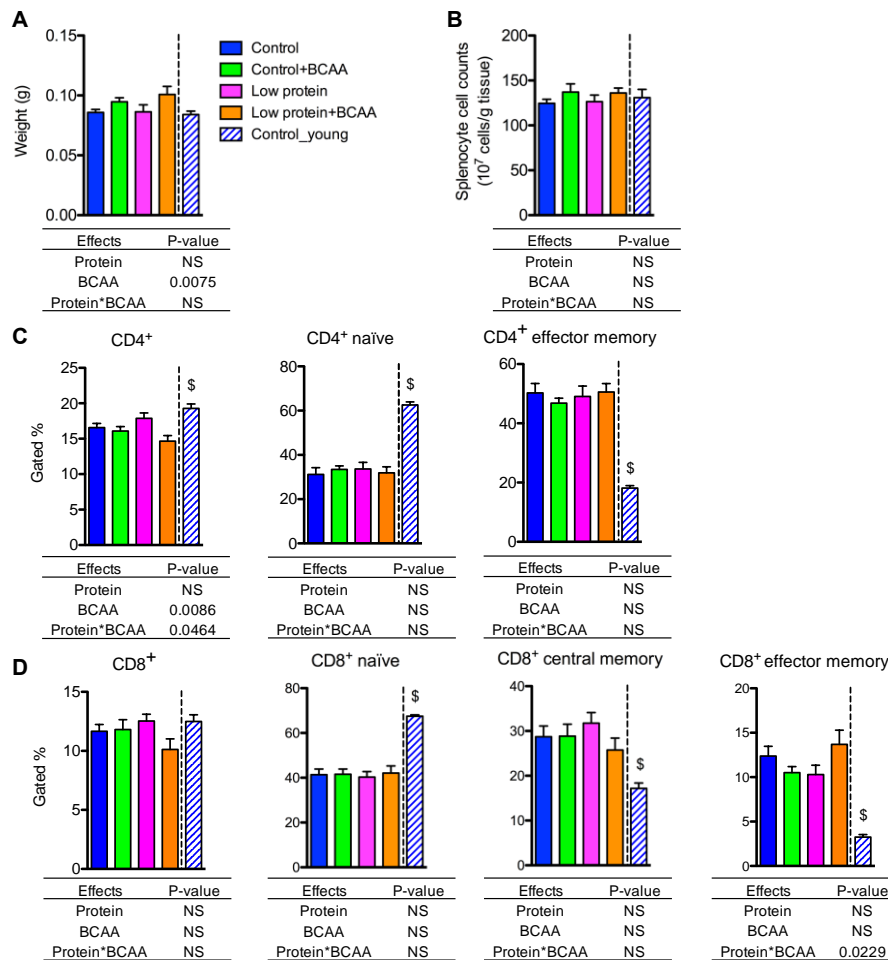 A
Weight (g)
0.15
0.10
0.05
0.00
Control
Control+BCAA
Low protein
Low protein+BCAA
Control_young
Effects P-value
Protein NS
BCAA 0.0075
Protein*BCAA NS
B
Splenocyte cell counts
(10⁷ cells/g tissue)
200
150
100
50
0
Effects P-value
Protein NS
BCAA NS
Protein*BCAA NS
C
CD4⁺
Gated %
25
20
15
10
5
0
$
Effects P-value
Protein NS
BCAA 0.0086
Protein*BCAA 0.0464
CD4⁺ naïve
80
60
40
20
0
$
Effects P-value
Protein NS
BCAA NS
Protein*BCAA NS
CD4⁺ effector memory
60
40
20
0
$
Effects P-value
Protein NS
BCAA NS
Protein*BCAA NS
D
CD8⁺
Gated %
15
10
5
0
Effects P-value
Protein NS
BCAA NS
Protein*BCAA NS
CD8⁺ naïve
80
60
40
20
0
$
Effects P-value
Protein NS
BCAA NS
Protein*BCAA NS
CD8⁺ central memory
40
30
20
10
0
$
Effects P-value
Protein NS
BCAA NS
Protein*BCAA NS
CD8⁺ effector memory
20
15
10
5
0
$
Effects P-value
Protein NS
BCAA NS
Protein*BCAA 0.0229